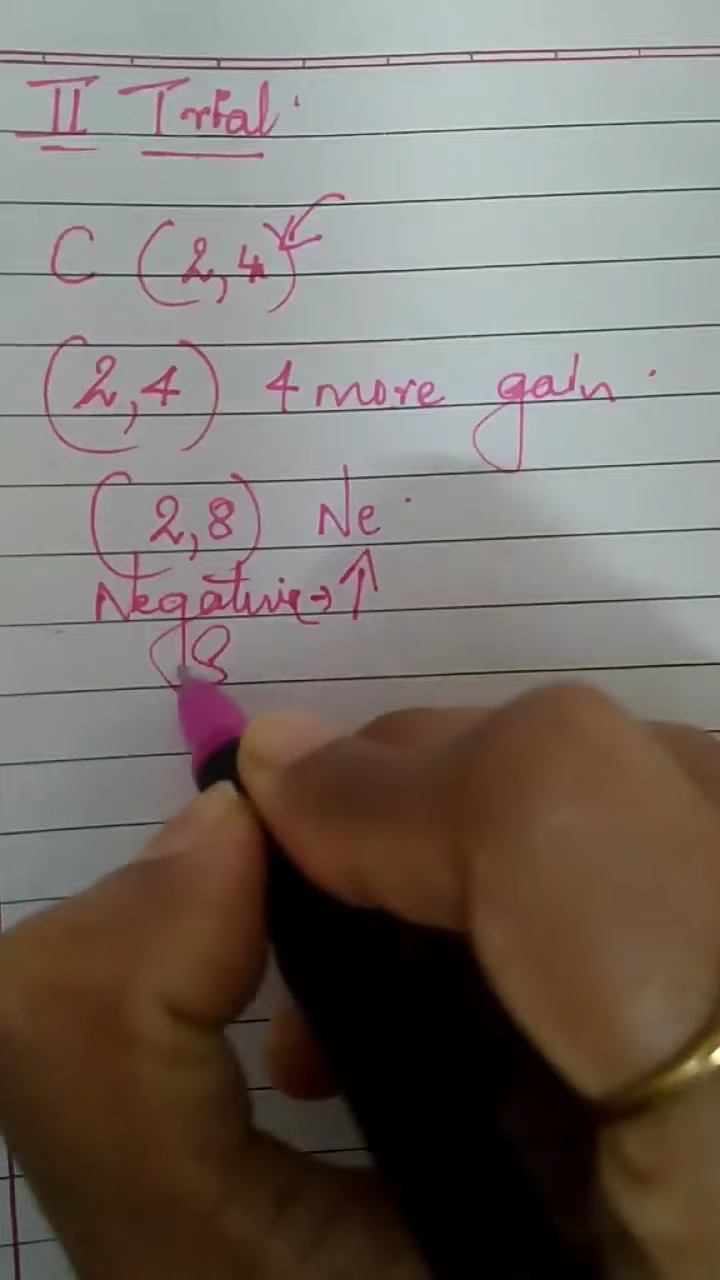 II Trial.
C (2,4)
(2,4) 4 more gain.
(2,8) Ne.
Negative → ↑